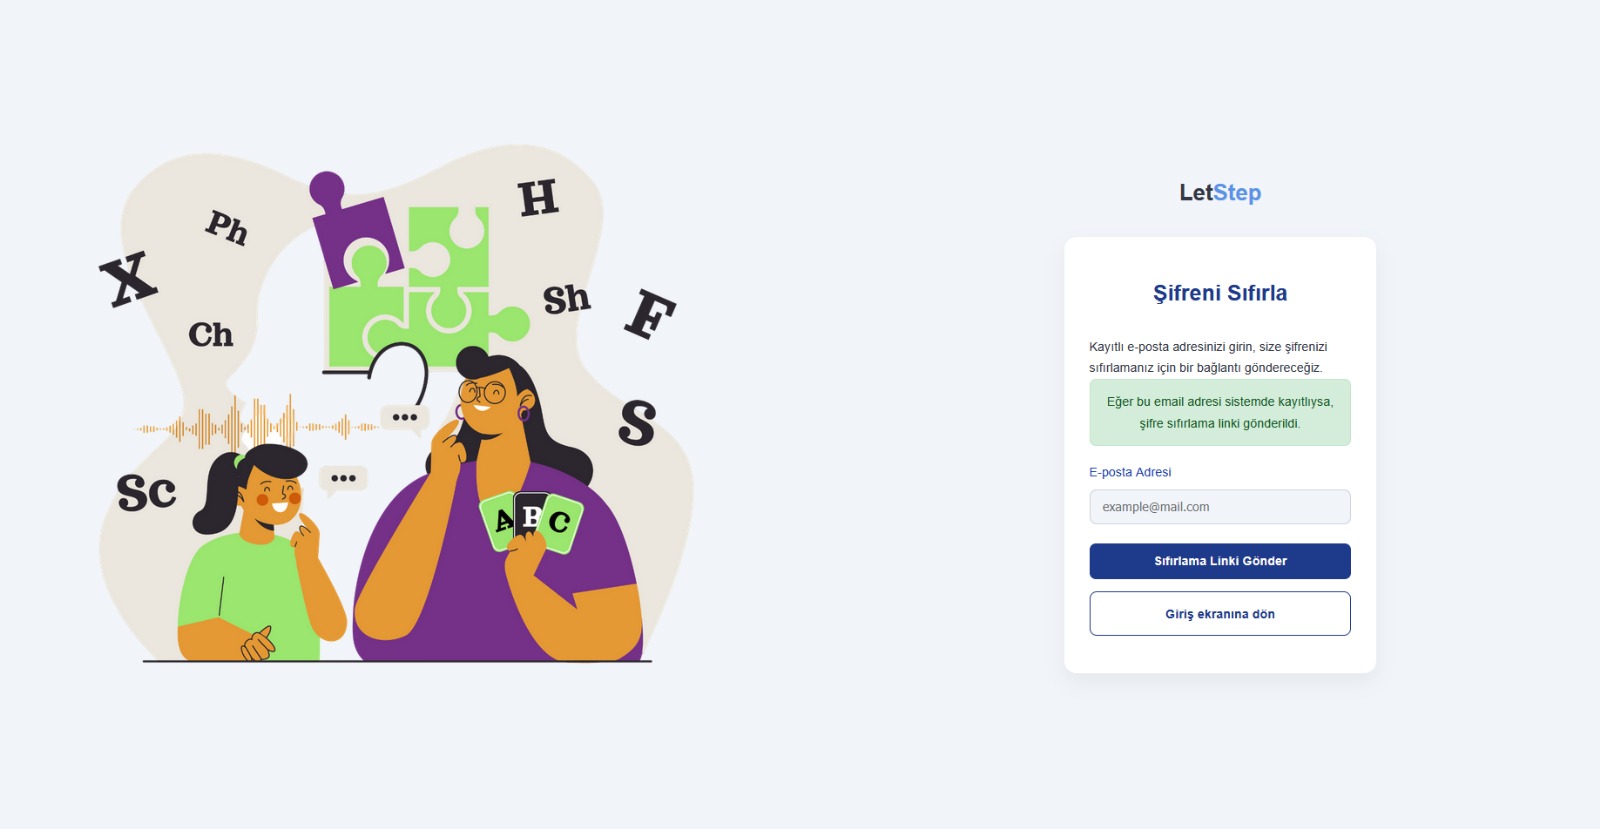 X
Ph
H
Ch
Sh
F
S
Sc
A B C
LetStep
Şifreni Sıfırla
Kayıtlı e-posta adresinizi girin, size şifrenizi
sıfırlamanız için bir bağlantı göndereceğiz.
Eğer bu email adresi sistemde kayıtlıysa,
şifre sıfırlama linki gönderildi.
E-posta Adresi
example@mail.com
Sıfırlama Linki Gönder
Giriş ekranına dön